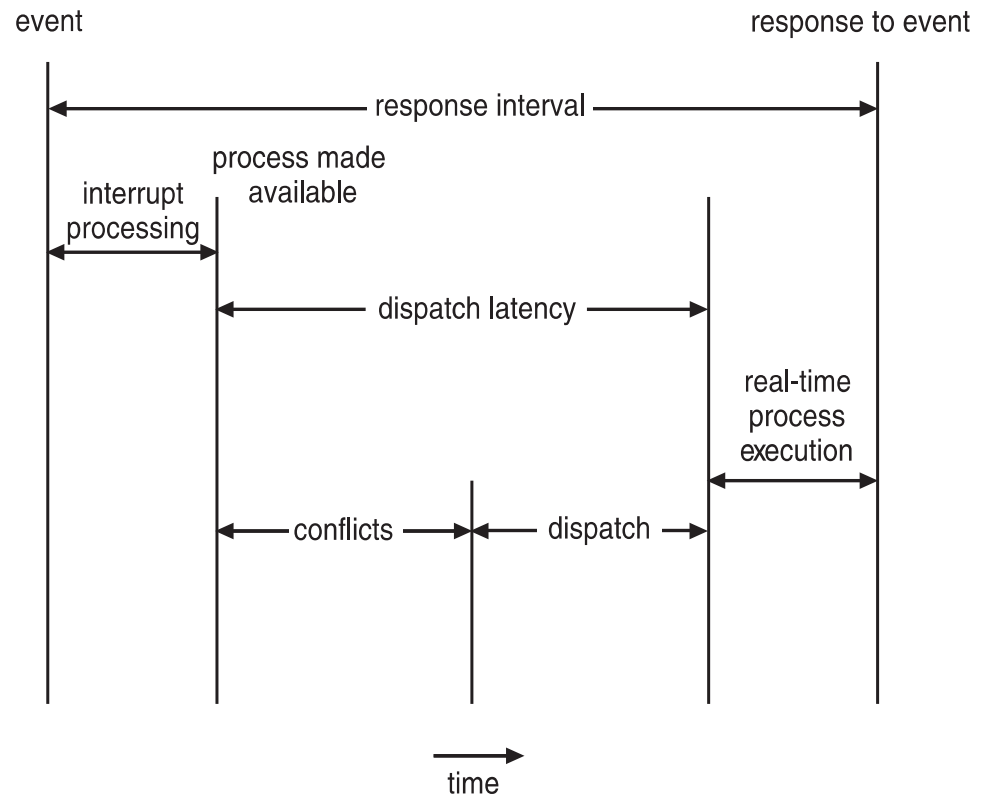 event
response to event
response interval
process made
available
interrupt
processing
dispatch latency
real-time
process
execution
conflicts
dispatch
time